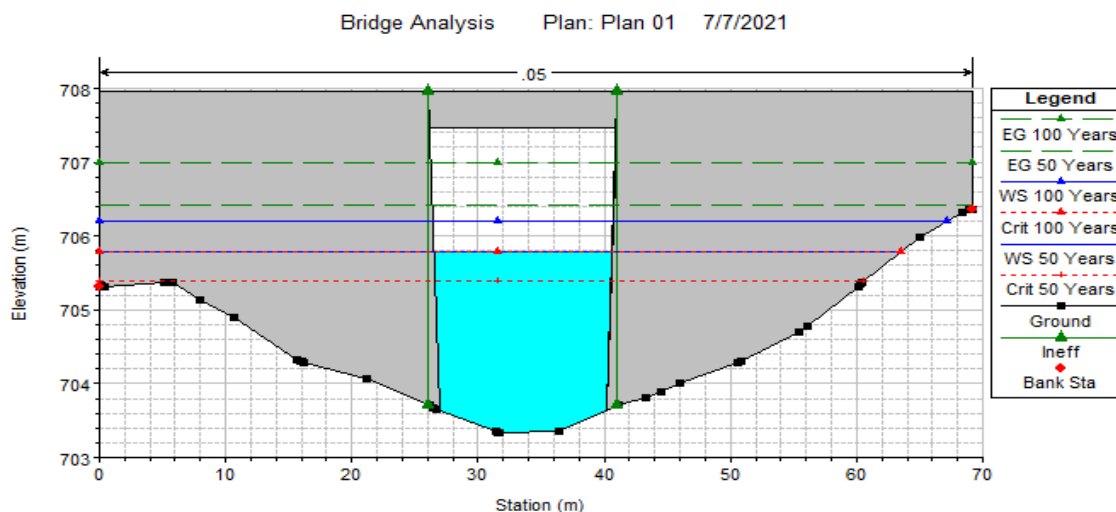 Bridge Analysis Plan: Plan 01 7/7/2021
.05
708
707
706
705
704
703
0 10 20 30 40 50 60 70
Elevation (m)
Station (m)
Legend
EG 100 Years
EG 50 Years
WS 100 Years
Crit 100 Years
WS 50 Years
Crit 50 Years
Ground
Ineff
Bank Sta